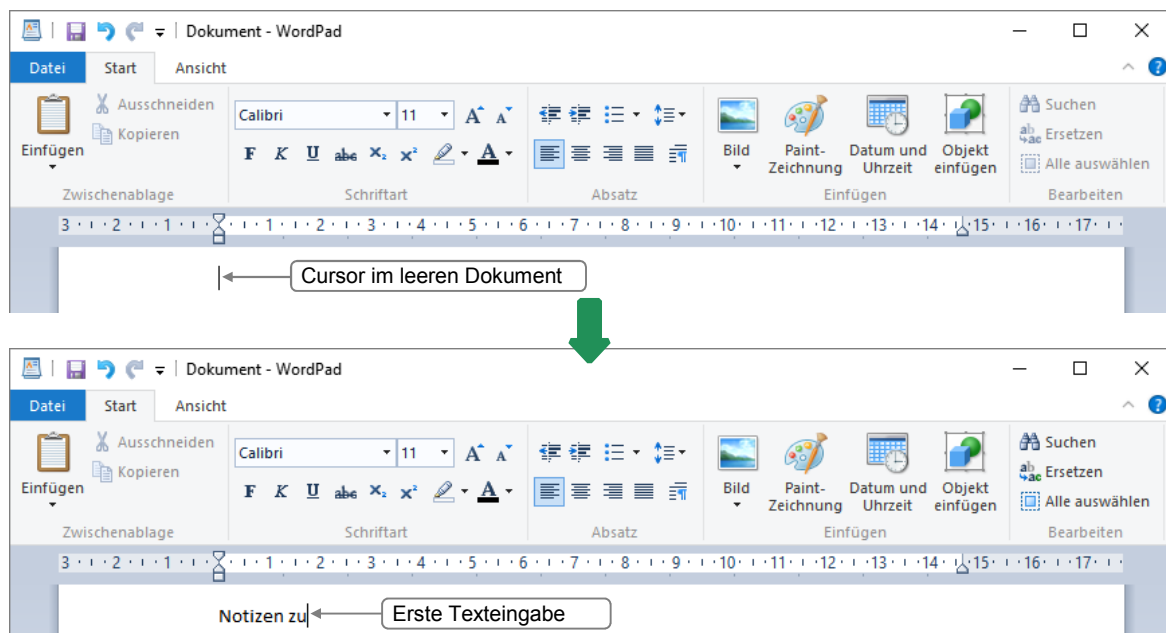 Dokument - WordPad
Datei Start Ansicht
Einfügen
Ausschneiden
Kopieren
Zwischenablage
Calibri 11
F K U abc X₂ x² A
Schriftart
Absatz
Bild
Paint-
Zeichnung
Datum und
Uhrzeit
Objekt
einfügen
Einfügen
Suchen
Ersetzen
Alle auswählen
Bearbeiten
3 2 1 1 2 3 4 5 6 7 8 9 10 11 12 13 14 15 16 17
Cursor im leeren Dokument
Dokument - WordPad
Datei Start Ansicht
Einfügen
Ausschneiden
Kopieren
Zwischenablage
Calibri 11
F K U abc X₂ x² A
Schriftart
Absatz
Bild
Paint-
Zeichnung
Datum und
Uhrzeit
Objekt
einfügen
Einfügen
Suchen
Ersetzen
Alle auswählen
Bearbeiten
3 2 1 1 2 3 4 5 6 7 8 9 10 11 12 13 14 15 16 17
Notizen zu
Erste Texteingabe